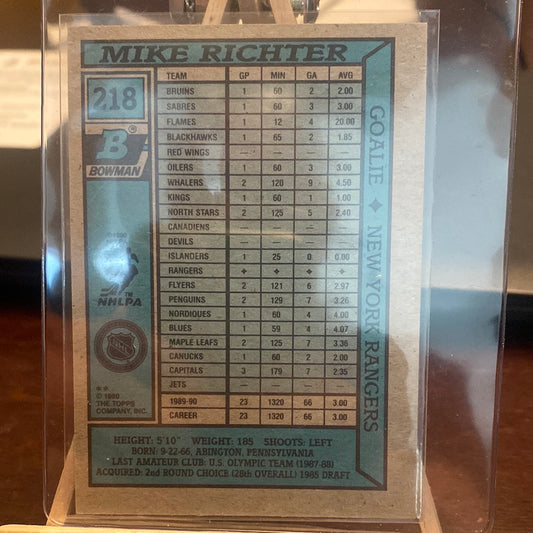 MIKE RICHTER
218
B ®
BOWMAN
NHLPA
TM
**
© 1990
THE TOPPS
COMPANY, INC.
TEAM GP MIN GA AVG
BRUINS 1 60 2 2.00
SABRES 1 60 3 3.00
FLAMES 1 12 4 20.00
BLACKHAWKS 1 65 2 1.85
RED WINGS — — — —
OILERS 1 60 3 3.00
WHALERS 2 120 9 4.50
KINGS 1 60 1 1.00
NORTH STARS 2 125 5 2.40
CANADIENS — — — —
DEVILS — — — —
ISLANDERS 1 25 0 0.00
RANGERS ✦ ✦ ✦ ✦
FLYERS 2 121 6 2.97
PENGUINS 2 129 7 3.26
NORDIQUES 1 60 4 4.00
BLUES 1 59 4 4.07
MAPLE LEAFS 2 125 7 3.36
CANUCKS 1 60 2 2.00
CAPITALS 3 179 7 2.35
JETS — — — —
1989-90 23 1320 66 3.00
CAREER 23 1320 66 3.00
GOALIE ✦ NEW YORK RANGERS
HEIGHT: 5'10" WEIGHT: 185 SHOOTS: LEFT
BORN: 9-22-66, ABINGTON, PENNSYLVANIA
LAST AMATEUR CLUB: U.S. OLYMPIC TEAM (1987-88)
ACQUIRED: 2nd ROUND CHOICE (28th OVERALL) 1985 DRAFT